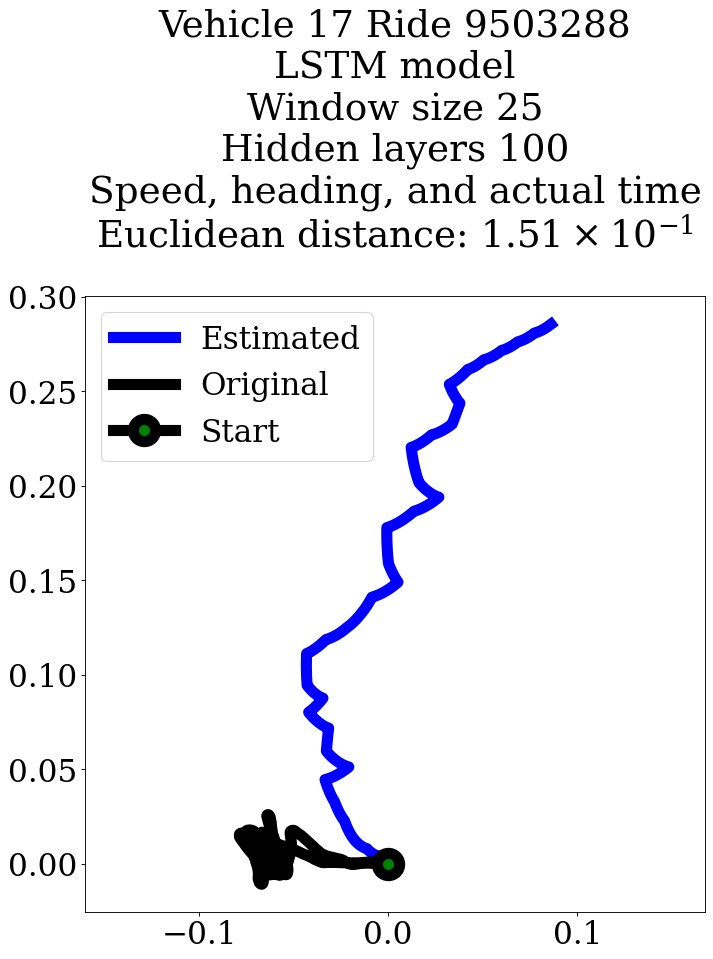 Vehicle 17 Ride 9503288
LSTM model
Window size 25
Hidden layers 100
Speed, heading, and actual time
Euclidean distance: 1.51 × 10⁻¹
0.30
0.25
0.20
0.15
0.10
0.05
0.00
Estimated
Original
Start
−0.1
0.0
0.1